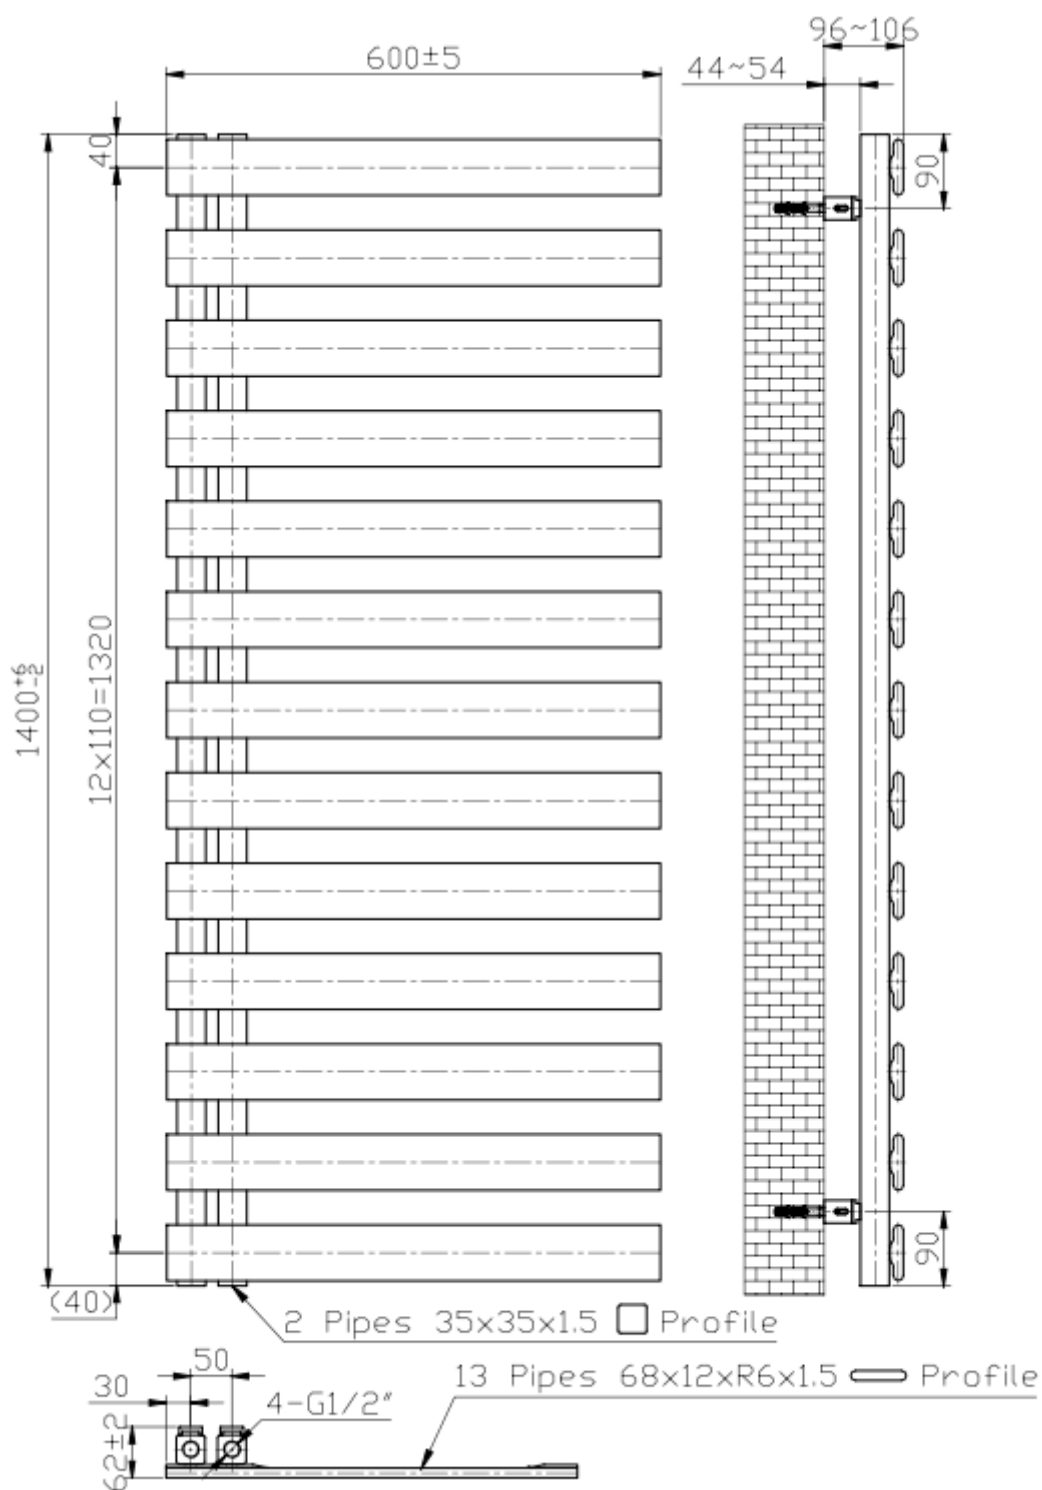 96~106
600±5
44~54
40
90
12x110=1320
1400+6-2
90
(40)
2 Pipes 35x35x1.5 Profile
50
13 Pipes 68x12xR6x1.5 Profile
30
4-G1/2"
62±2